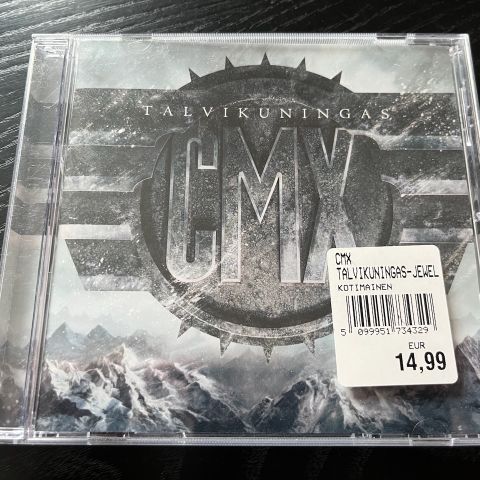 TALVIKUNINGAS
CMX
CMX
TALVIKUNINGAS-JEWEL
KOTIMAINEN
5 099951 734329
EUR
14,99